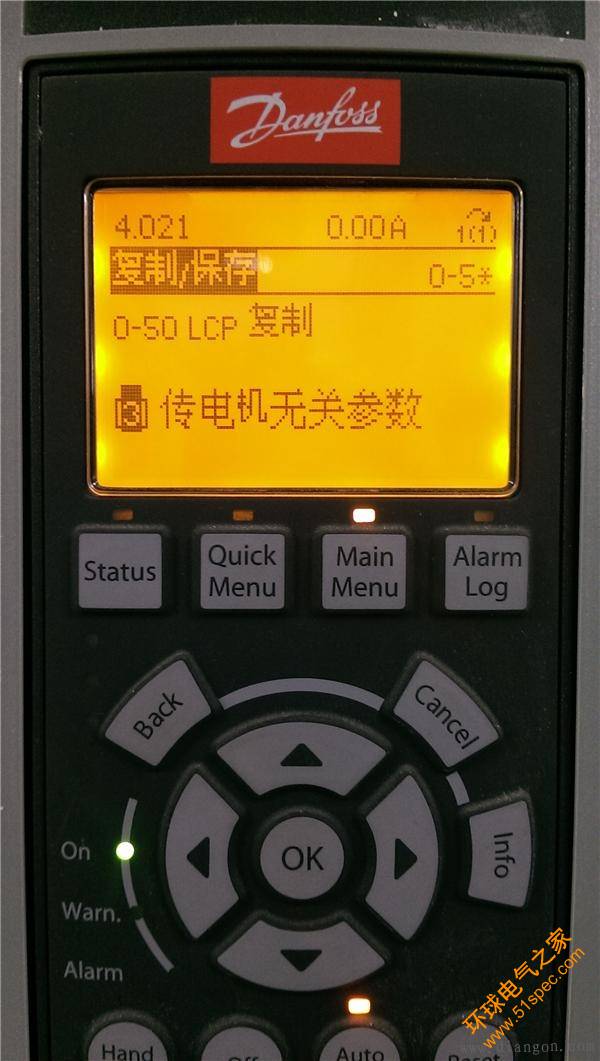 Danfoss
4.021 0.00A 1(1)
复制/保存 0-5*
0-50 LCP 复制
[3] 传电机无关参数
Status
Quick Menu
Main Menu
Alarm Log
Back
Cancel
OK
Info
On
Warn.
Alarm
Hand
Off
Auto
Reset
环球电气之家
www.51spec.com